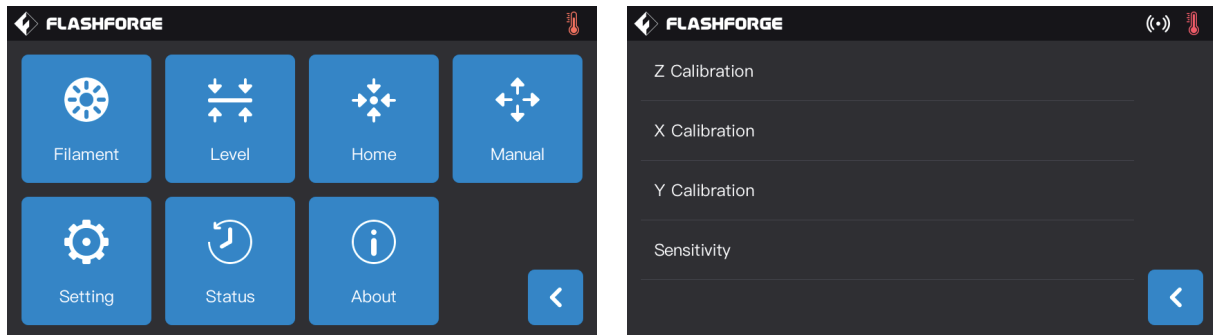 FLASHFORGE
Filament
Level
Home
Manual
Setting
Status
About
FLASHFORGE
Z Calibration
X Calibration
Y Calibration
Sensitivity